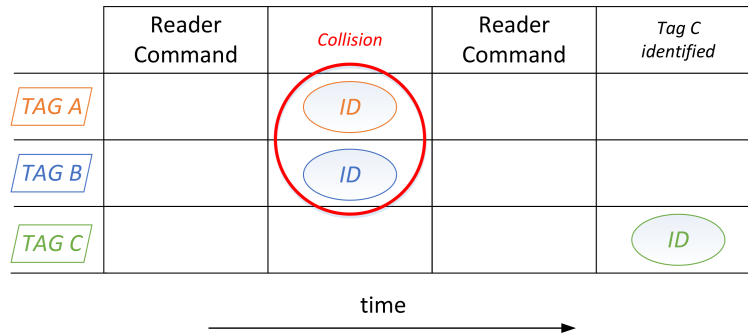 Reader
Command
Collision
Reader
Command
Tag C
identified
TAG A
ID
TAG B
ID
TAG C
ID
time